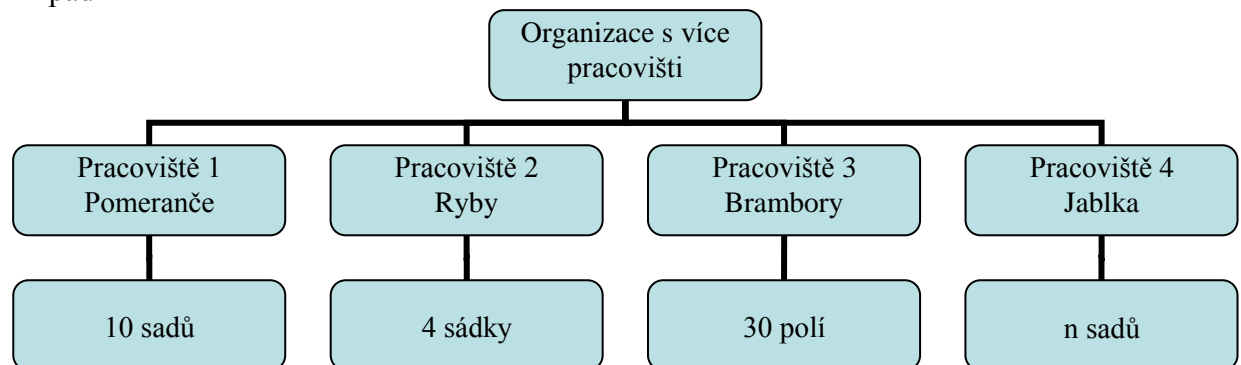 Organizace s více
pracovišti
Pracoviště 1
Pomeranče
Pracoviště 2
Ryby
Pracoviště 3
Brambory
Pracoviště 4
Jablka
10 sadů
4 sádky
30 polí
n sadů